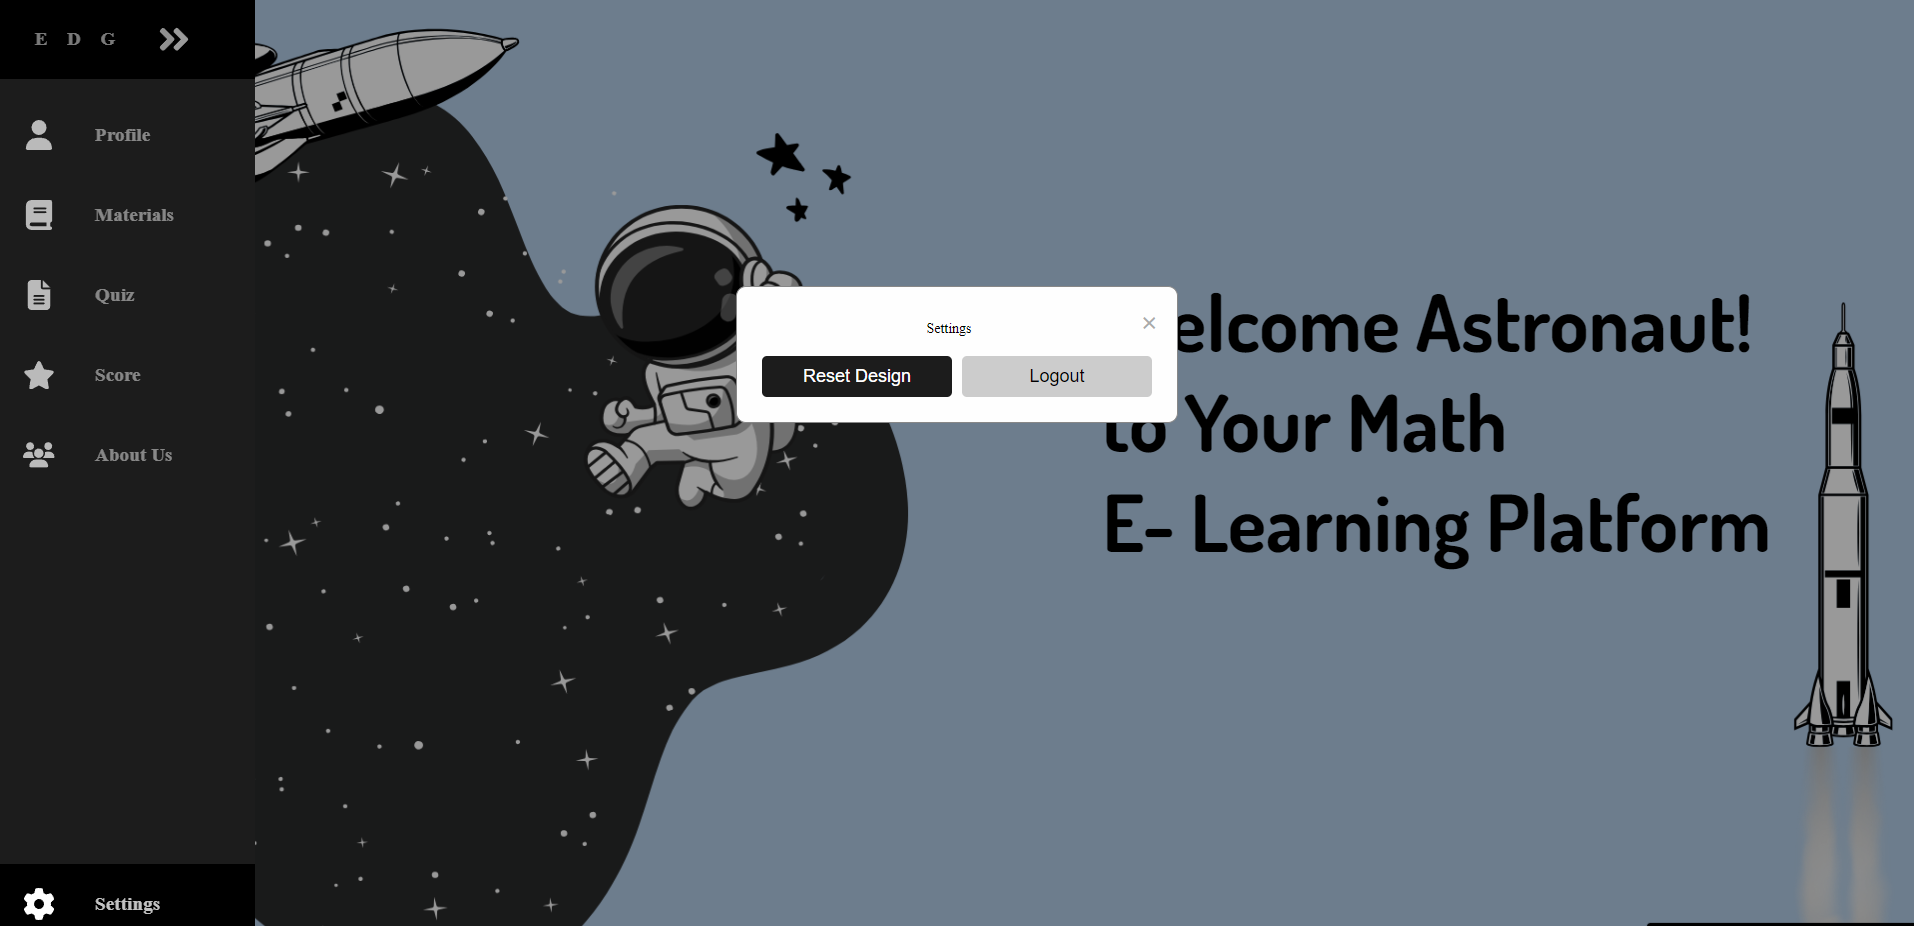 E D G
Profile
Materials
Quiz
Score
About Us
Settings
Settings
×
Reset Design
Logout
elcome Astronaut!
to Your Math
E- Learning Platform